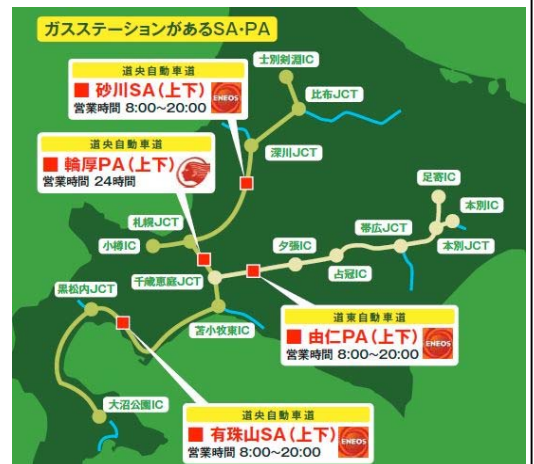 ガスステーションがあるSA・PA
士別剣淵IC
道央自動車道
■ 砂川SA(上下)
営業時間 8:00~20:00
ENEOS
比布JCT
道央自動車道
■ 輪厚PA(上下)
営業時間 24時間
深川JCT
足寄IC
札幌JCT
本別IC
小樽IC
夕張IC
帯広JCT
本別JCT
千歳恵庭JCT
占冠IC
黒松内JCT
苫小牧東IC
道東自動車道
■ 由仁PA(上下)
営業時間 8:00~20:00
ENEOS
大沼公園IC
道央自動車道
■ 有珠山SA(上下)
営業時間 8:00~20:00
ENEOS